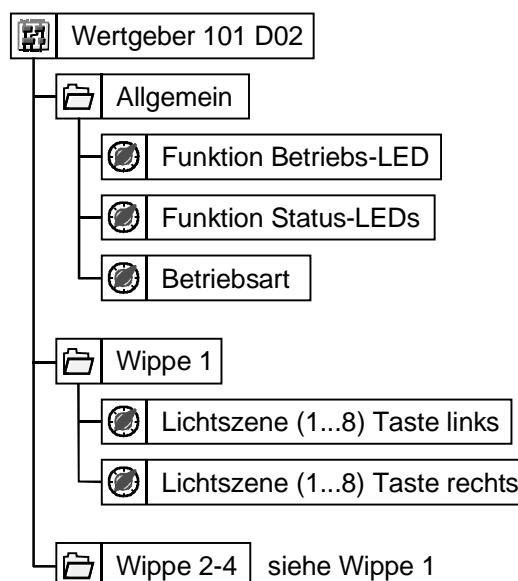 Wertgeber 101 D02
Allgemein
Funktion Betriebs-LED
Funktion Status-LEDs
Betriebsart
Wippe 1
Lichtszene (1...8) Taste links
Lichtszene (1...8) Taste rechts
Wippe 2-4 siehe Wippe 1